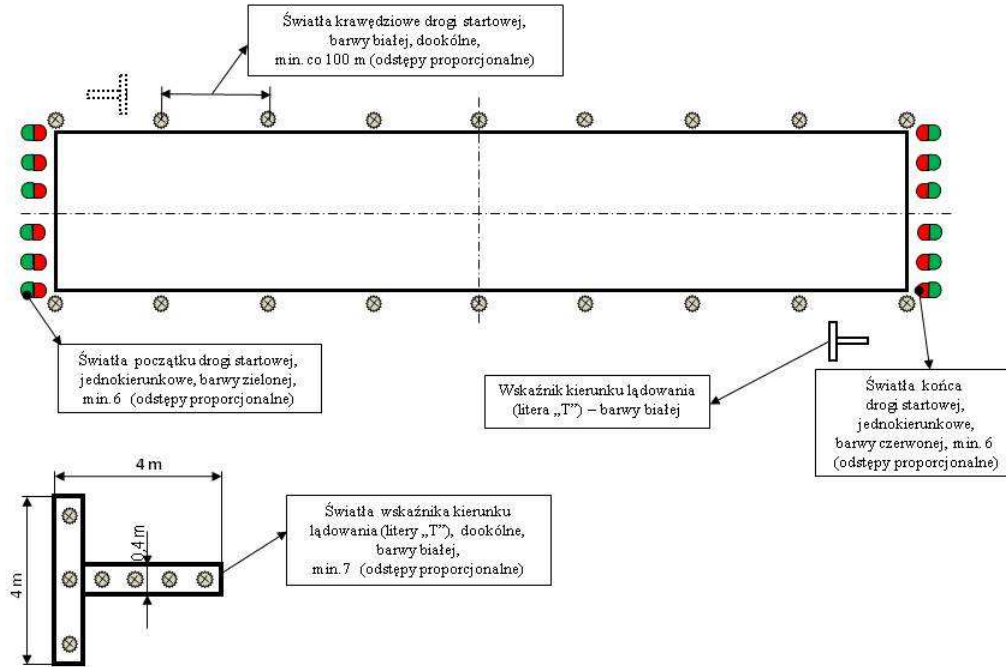 Światła krawędziowe drogi startowej,
barwy białej, dookólne,
min. co 100 m (odstępy proporcjonalne)
Światła początku drogi startowej,
jednokierunkowe, barwy zielonej,
min. 6 (odstępy proporcjonalne)
Wskaźnik kierunku lądowania
(litera „T”) – barwy białej
Światła końca
drogi startowej,
jednokierunkowe,
barwy czerwonej, min. 6
(odstępy proporcjonalne)
4 m
4 m
0,4 m
Światła wskaźnika kierunku
lądowania (litery „T”), dookólne,
barwy białej,
min. 7 (odstępy proporcjonalne)